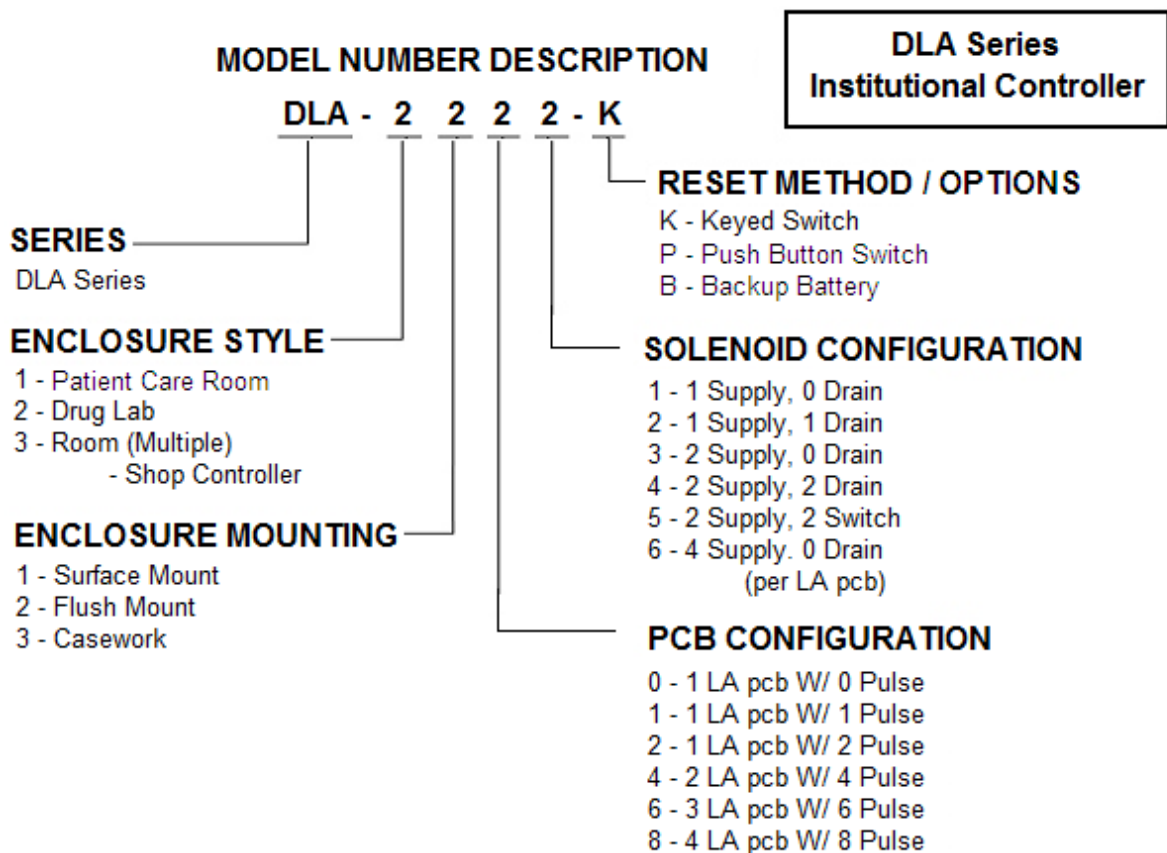 DLA Series
Institutional Controller
MODEL NUMBER DESCRIPTION
DLA - 2 2 2 2 - K
RESET METHOD / OPTIONS
K - Keyed Switch
P - Push Button Switch
B - Backup Battery
SERIES
DLA Series
ENCLOSURE STYLE
1 - Patient Care Room
2 - Drug Lab
3 - Room (Multiple)
- Shop Controller
ENCLOSURE MOUNTING
1 - Surface Mount
2 - Flush Mount
3 - Casework
SOLENOID CONFIGURATION
1 - 1 Supply, 0 Drain
2 - 1 Supply, 1 Drain
3 - 2 Supply, 0 Drain
4 - 2 Supply, 2 Drain
5 - 2 Supply, 2 Switch
6 - 4 Supply. 0 Drain
(per LA pcb)
PCB CONFIGURATION
0 - 1 LA pcb W/ 0 Pulse
1 - 1 LA pcb W/ 1 Pulse
2 - 1 LA pcb W/ 2 Pulse
4 - 2 LA pcb W/ 4 Pulse
6 - 3 LA pcb W/ 6 Pulse
8 - 4 LA pcb W/ 8 Pulse